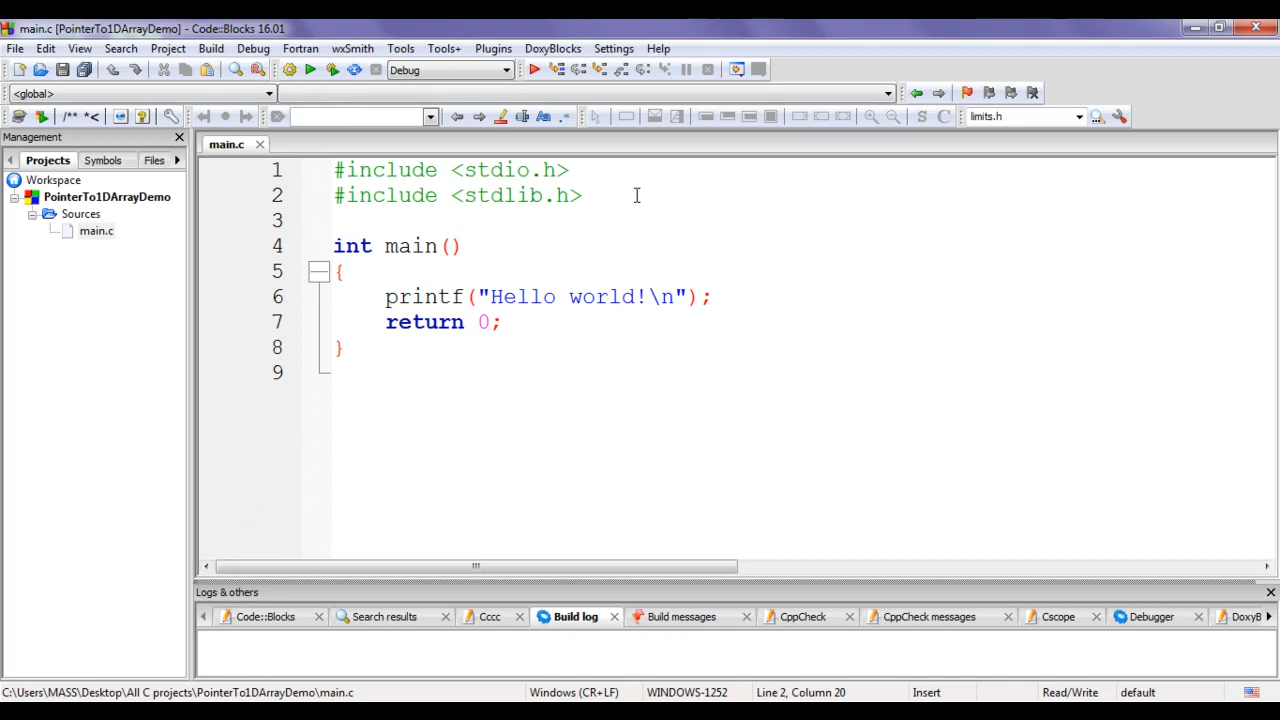 main.c [PointerTo1DArrayDemo] - Code::Blocks 16.01
File Edit View Search Project Build Debug Fortran wxSmith Tools Tools+ Plugins DoxyBlocks Settings Help
Debug
<global>
/** *< limits.h
S C
Management
Projects Symbols Files
Workspace
PointerTo1DArrayDemo
Sources
main.c
main.c
1 #include <stdio.h>
2 #include <stdlib.h>
3
4 int main()
5 {
6 printf("Hello world!\n");
7 return 0;
8 }
9
Logs & others
Code::Blocks Search results Cccc Build log Build messages CppCheck CppCheck messages Cscope Debugger DoxyB
C:\Users\MASS\Desktop\All C projects\PointerTo1DArrayDemo\main.c Windows (CR+LF) WINDOWS-1252 Line 2, Column 20 Insert Read/Write default